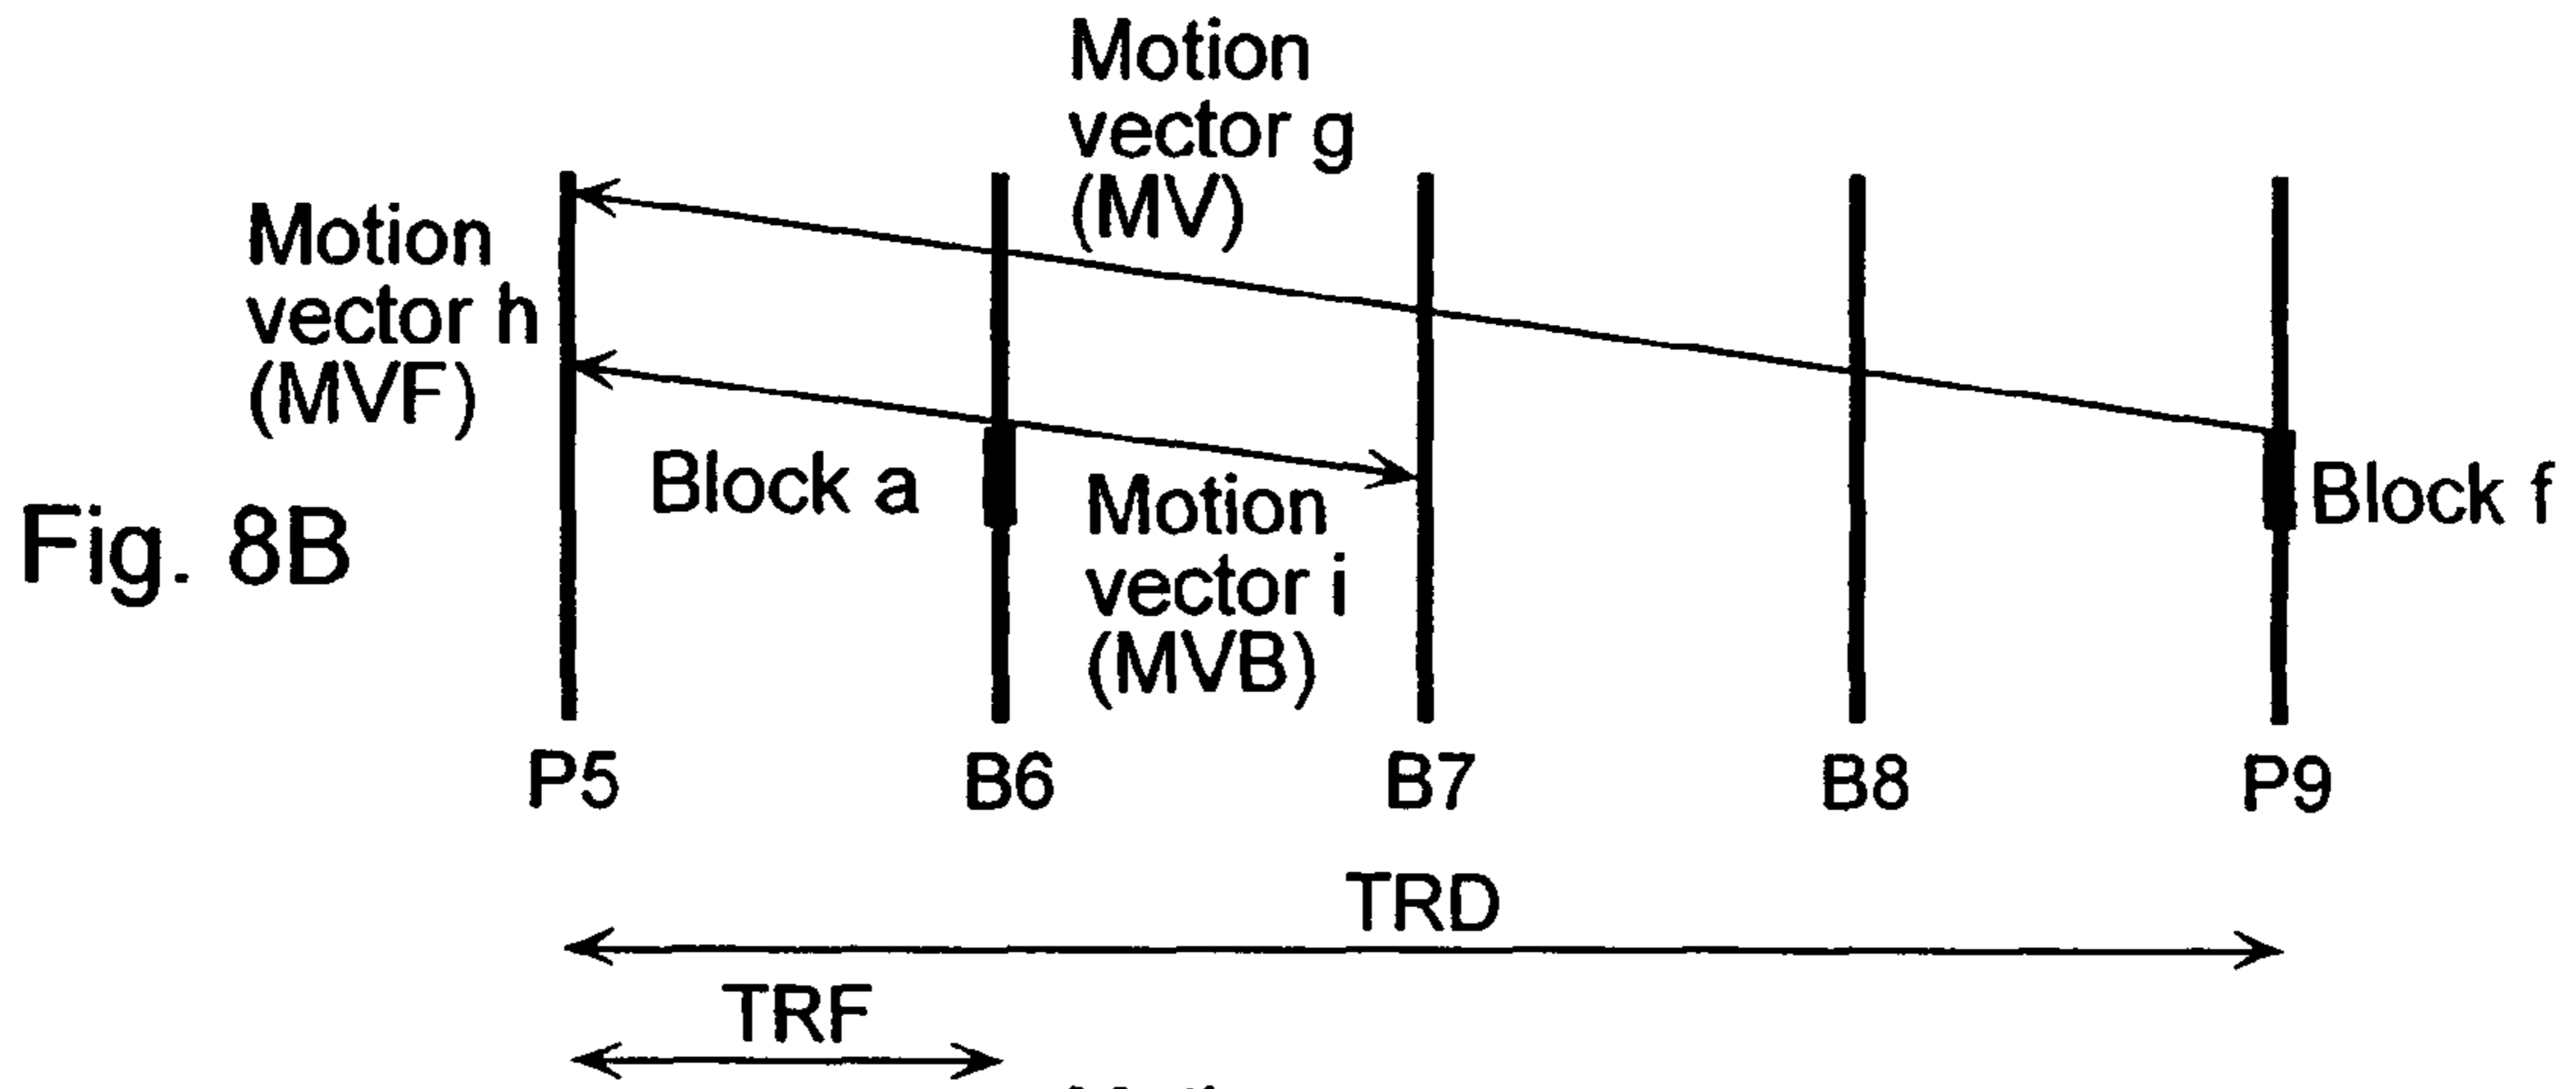 Motion
vector g
(MV)
Motion
vector h
(MVF)
Block a
Motion
vector i
(MVB)
Block f
Fig. 8B
P5 B6 B7 B8 P9
TRD
TRF